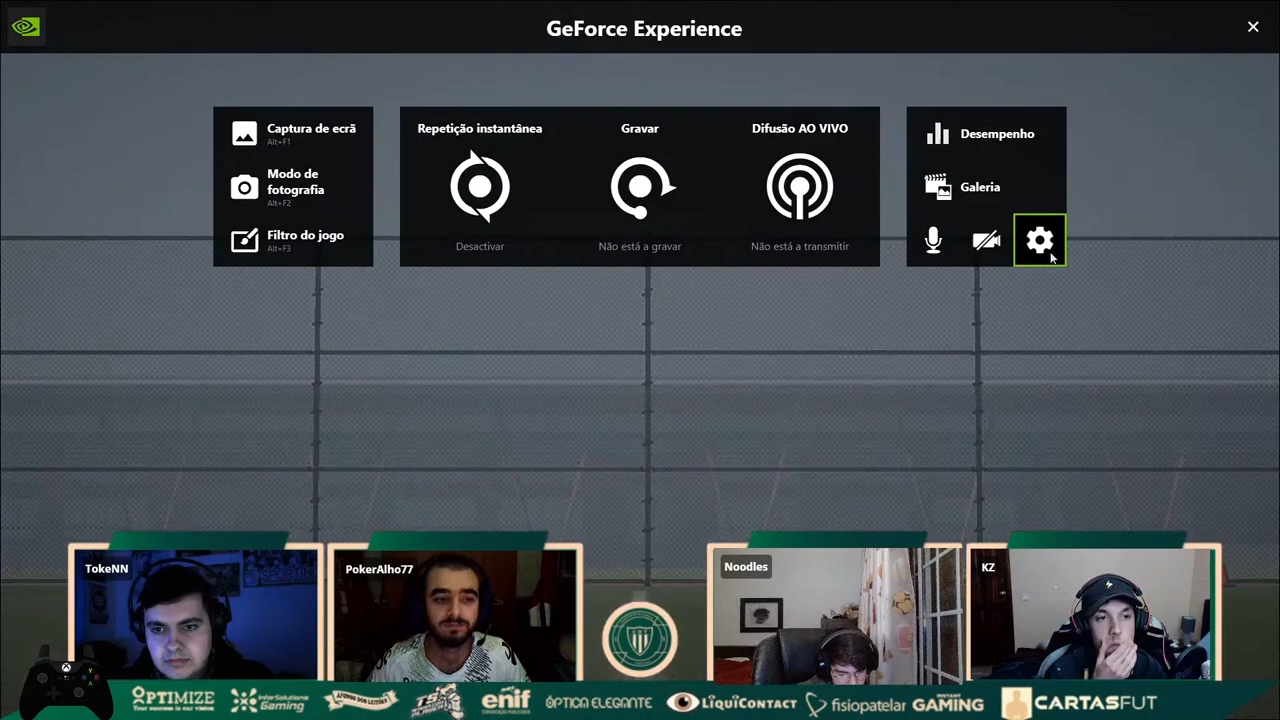 GeForce Experience
Captura de ecrã
Alt+F1
Modo de
fotografia
Alt+F2
Filtro do jogo
Alt+F3
Repetição instantânea
Desactivar
Gravar
Não está a gravar
Difusão AO VIVO
Não está a transmitir
Desempenho
Galeria
TokeNN
PokerAlho77
Noodles
KZ
OPTIMIZE
InforSolutions
Gaming
enif
ÓPTICA ELEGANTE
LIQUICONTACT
fisiopatelar
INSTANT
GAMING
CARTASFUT